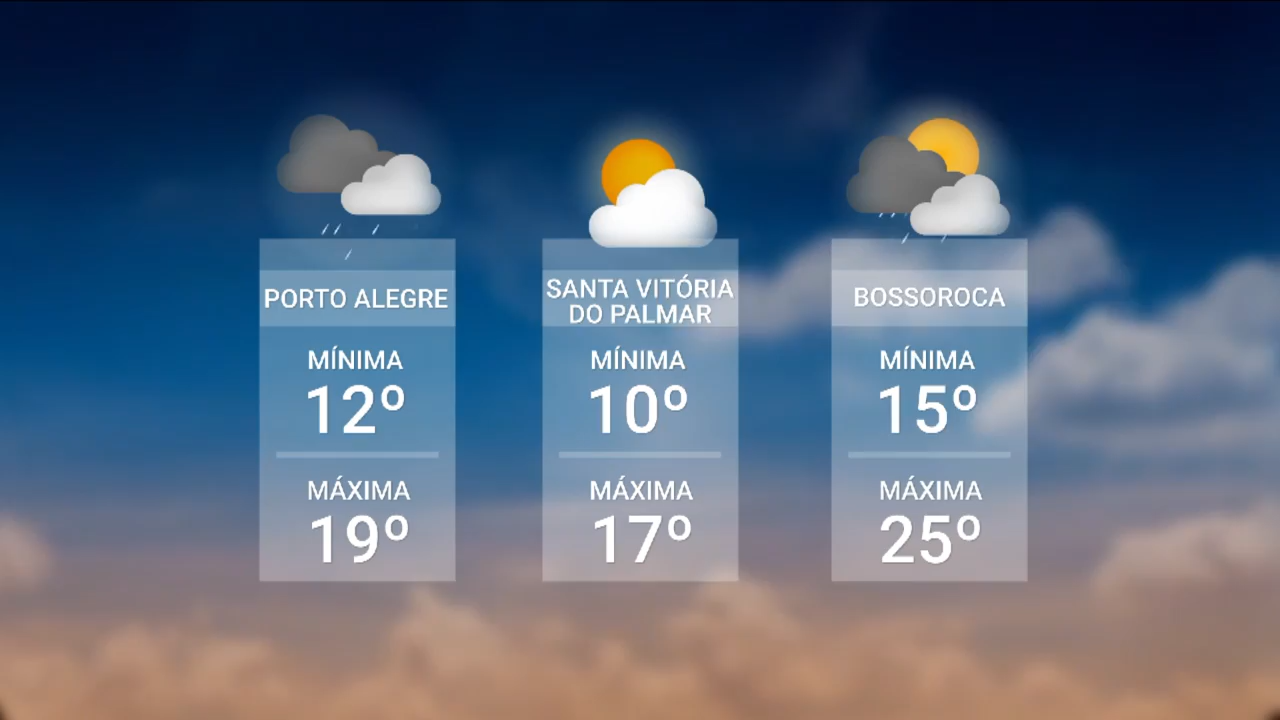 PORTO ALEGRE
MÍNIMA
12º
MÁXIMA
19º
SANTA VITÓRIA
DO PALMAR
MÍNIMA
10º
MÁXIMA
17º
BOSSOROCA
MÍNIMA
15º
MÁXIMA
25º